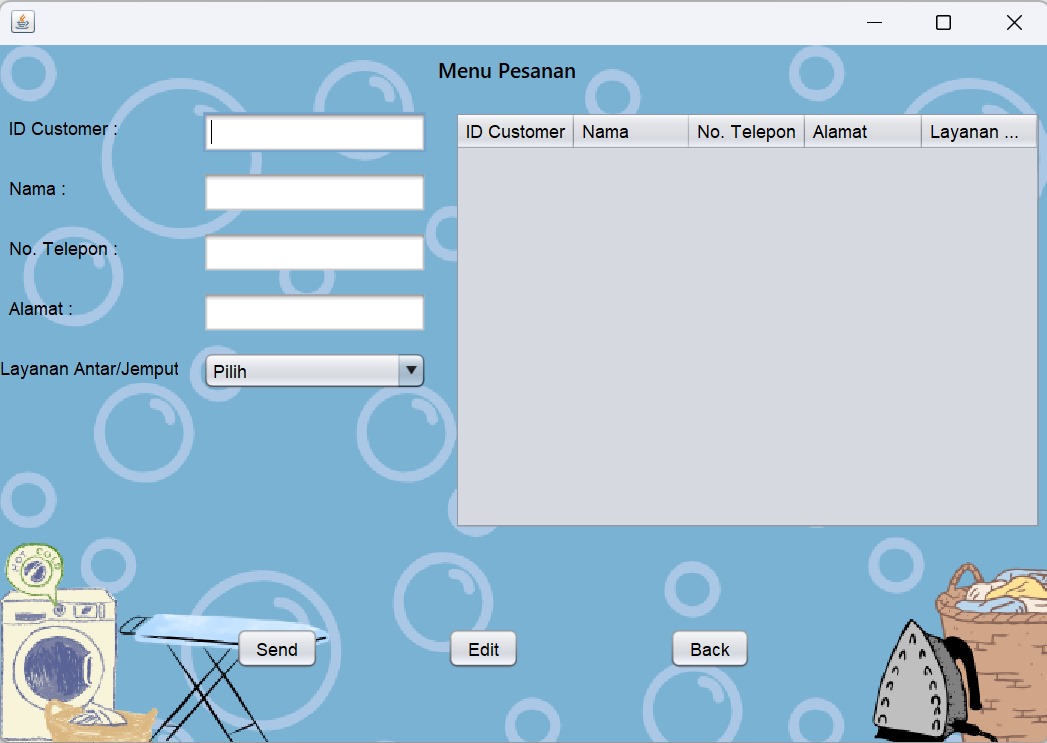 Menu Pesanan
ID Customer :
Nama :
No. Telepon :
Alamat :
Layanan Antar/Jemput
Pilih
ID Customer Nama No. Telepon Alamat Layanan ...
HOT COLD
Send Edit Back